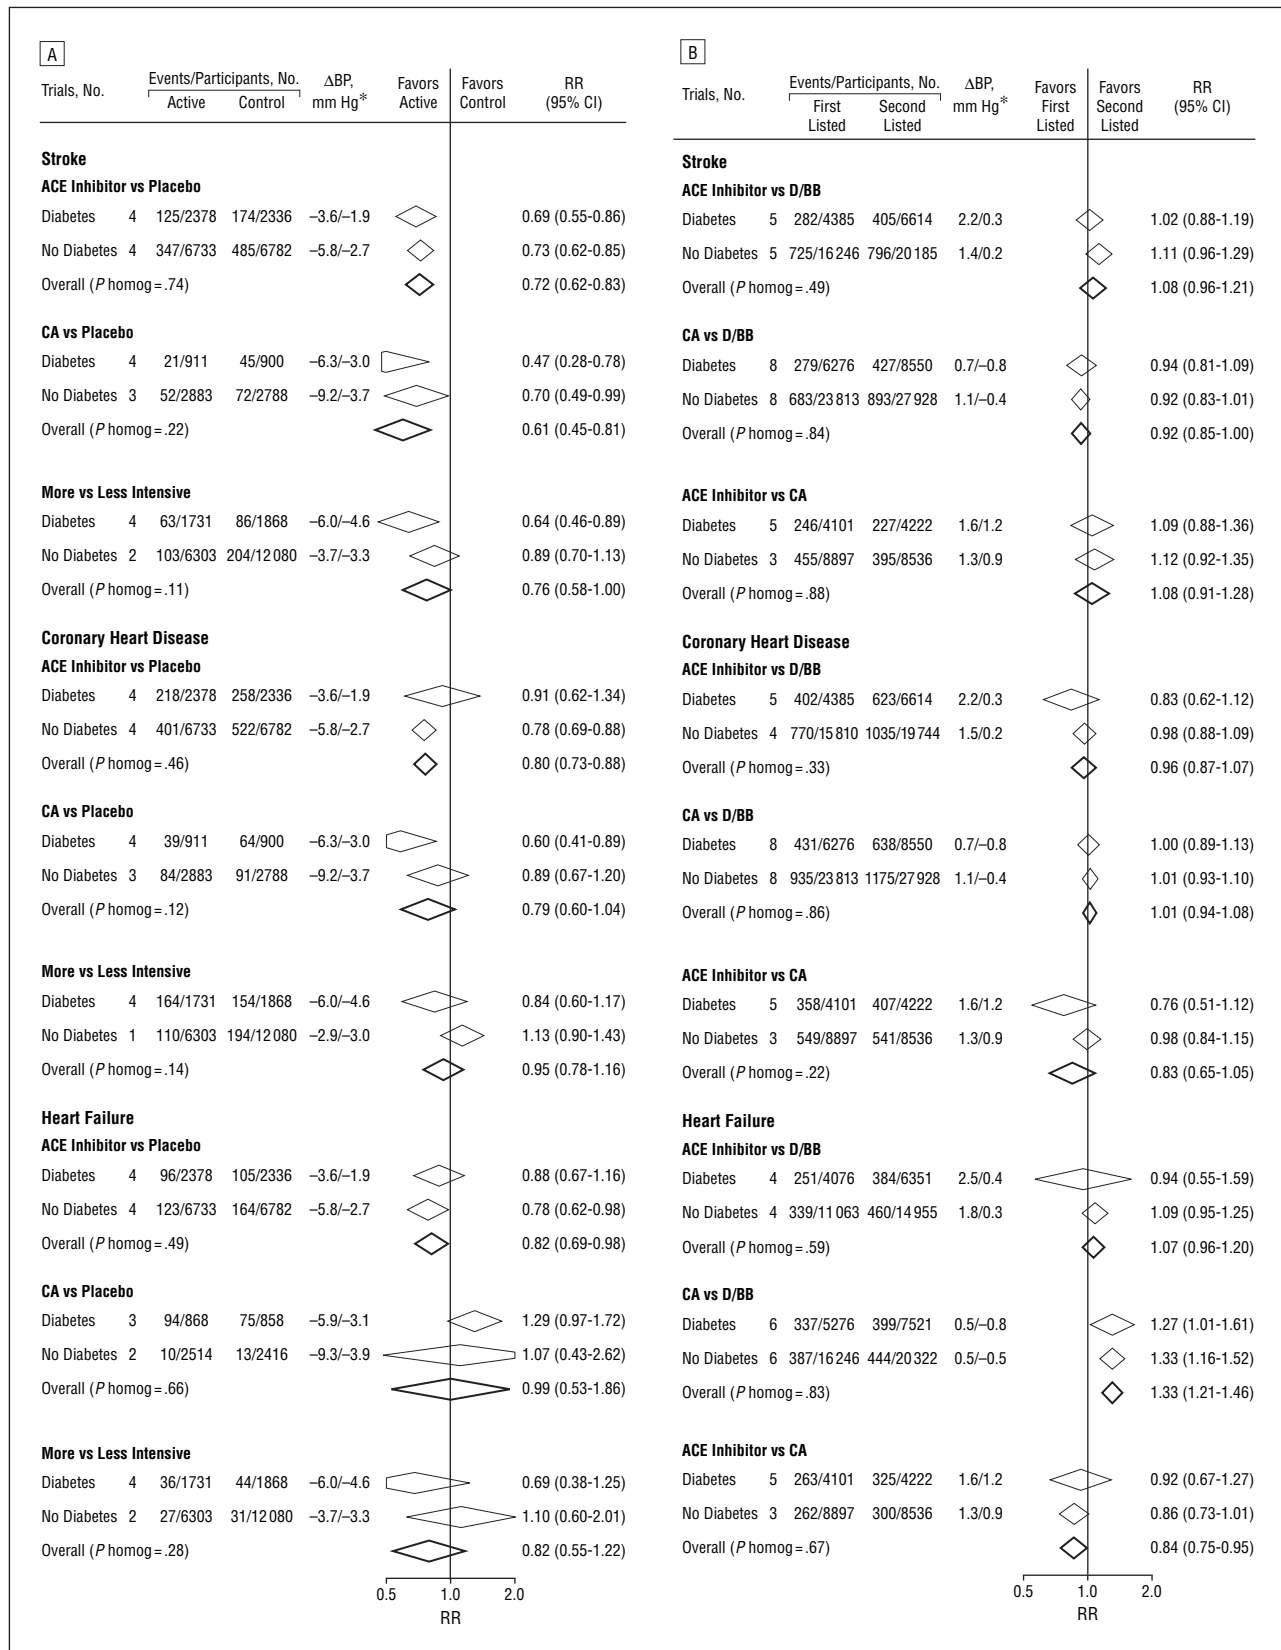 A
Trials, No.
Events/Participants, No.
Active Control
ΔBP, mm Hg*
Favors Active
Favors Control
RR (95% CI)
Stroke
ACE Inhibitor vs Placebo
Diabetes 4 125/2378 174/2336 –3.6/–1.9 0.69 (0.55-0.86)
No Diabetes 4 347/6733 485/6782 –5.8/–2.7 0.73 (0.62-0.85)
Overall (P homog = .74) 0.72 (0.62-0.83)
CA vs Placebo
Diabetes 4 21/911 45/900 –6.3/–3.0 0.47 (0.28-0.78)
No Diabetes 3 52/2883 72/2788 –9.2/–3.7 0.70 (0.49-0.99)
Overall (P homog = .22) 0.61 (0.45-0.81)
More vs Less Intensive
Diabetes 4 63/1731 86/1868 –6.0/–4.6 0.64 (0.46-0.89)
No Diabetes 2 103/6303 204/12 080 –3.7/–3.3 0.89 (0.70-1.13)
Overall (P homog = .11) 0.76 (0.58-1.00)
Coronary Heart Disease
ACE Inhibitor vs Placebo
Diabetes 4 218/2378 258/2336 –3.6/–1.9 0.91 (0.62-1.34)
No Diabetes 4 401/6733 522/6782 –5.8/–2.7 0.78 (0.69-0.88)
Overall (P homog = .46) 0.80 (0.73-0.88)
CA vs Placebo
Diabetes 4 39/911 64/900 –6.3/–3.0 0.60 (0.41-0.89)
No Diabetes 3 84/2883 91/2788 –9.2/–3.7 0.89 (0.67-1.20)
Overall (P homog = .12) 0.79 (0.60-1.04)
More vs Less Intensive
Diabetes 4 164/1731 154/1868 –6.0/–4.6 0.84 (0.60-1.17)
No Diabetes 1 110/6303 194/12 080 –2.9/–3.0 1.13 (0.90-1.43)
Overall (P homog = .14) 0.95 (0.78-1.16)
Heart Failure
ACE Inhibitor vs Placebo
Diabetes 4 96/2378 105/2336 –3.6/–1.9 0.88 (0.67-1.16)
No Diabetes 4 123/6733 164/6782 –5.8/–2.7 0.78 (0.62-0.98)
Overall (P homog = .49) 0.82 (0.69-0.98)
CA vs Placebo
Diabetes 3 94/868 75/858 –5.9/–3.1 1.29 (0.97-1.72)
No Diabetes 2 10/2514 13/2416 –9.3/–3.9 1.07 (0.43-2.62)
Overall (P homog = .66) 0.99 (0.53-1.86)
More vs Less Intensive
Diabetes 4 36/1731 44/1868 –6.0/–4.6 0.69 (0.38-1.25)
No Diabetes 2 27/6303 31/12 080 –3.7/–3.3 1.10 (0.60-2.01)
Overall (P homog = .28) 0.82 (0.55-1.22)
0.5 1.0 2.0
RR
B
Trials, No.
Events/Participants, No.
First Listed
Second Listed
ΔBP, mm Hg*
Favors First Listed
Favors Second Listed
RR (95% CI)
Stroke
ACE Inhibitor vs D/BB
Diabetes 5 282/4385 405/6614 2.2/0.3 1.02 (0.88-1.19)
No Diabetes 5 725/16 246 796/20 185 1.4/0.2 1.11 (0.96-1.29)
Overall (P homog = .49) 1.08 (0.96-1.21)
CA vs D/BB
Diabetes 8 279/6276 427/8550 0.7/–0.8 0.94 (0.81-1.09)
No Diabetes 8 683/23 813 893/27 928 1.1/–0.4 0.92 (0.83-1.01)
Overall (P homog = .84) 0.92 (0.85-1.00)
ACE Inhibitor vs CA
Diabetes 5 246/4101 227/4222 1.6/1.2 1.09 (0.88-1.36)
No Diabetes 3 455/8897 395/8536 1.3/0.9 1.12 (0.92-1.35)
Overall (P homog = .88) 1.08 (0.91-1.28)
Coronary Heart Disease
ACE Inhibitor vs D/BB
Diabetes 5 402/4385 623/6614 2.2/0.3 0.83 (0.62-1.12)
No Diabetes 4 770/15 810 1035/19 744 1.5/0.2 0.98 (0.88-1.09)
Overall (P homog = .33) 0.96 (0.87-1.07)
CA vs D/BB
Diabetes 8 431/6276 638/8550 0.7/–0.8 1.00 (0.89-1.13)
No Diabetes 8 935/23 813 1175/27 928 1.1/–0.4 1.01 (0.93-1.10)
Overall (P homog = .86) 1.01 (0.94-1.08)
ACE Inhibitor vs CA
Diabetes 5 358/4101 407/4222 1.6/1.2 0.76 (0.51-1.12)
No Diabetes 3 549/8897 541/8536 1.3/0.9 0.98 (0.84-1.15)
Overall (P homog = .22) 0.83 (0.65-1.05)
Heart Failure
ACE Inhibitor vs D/BB
Diabetes 4 251/4076 384/6351 2.5/0.4 0.94 (0.55-1.59)
No Diabetes 4 339/11 063 460/14 955 1.8/0.3 1.09 (0.95-1.25)
Overall (P homog = .59) 1.07 (0.96-1.20)
CA vs D/BB
Diabetes 6 337/5276 399/7521 0.5/–0.8 1.27 (1.01-1.61)
No Diabetes 6 387/16 246 444/20 322 0.5/–0.5 1.33 (1.16-1.52)
Overall (P homog = .83) 1.33 (1.21-1.46)
ACE Inhibitor vs CA
Diabetes 5 263/4101 325/4222 1.6/1.2 0.92 (0.67-1.27)
No Diabetes 3 262/8897 300/8536 1.3/0.9 0.86 (0.73-1.01)
Overall (P homog = .67) 0.84 (0.75-0.95)
0.5 1.0 2.0
RR